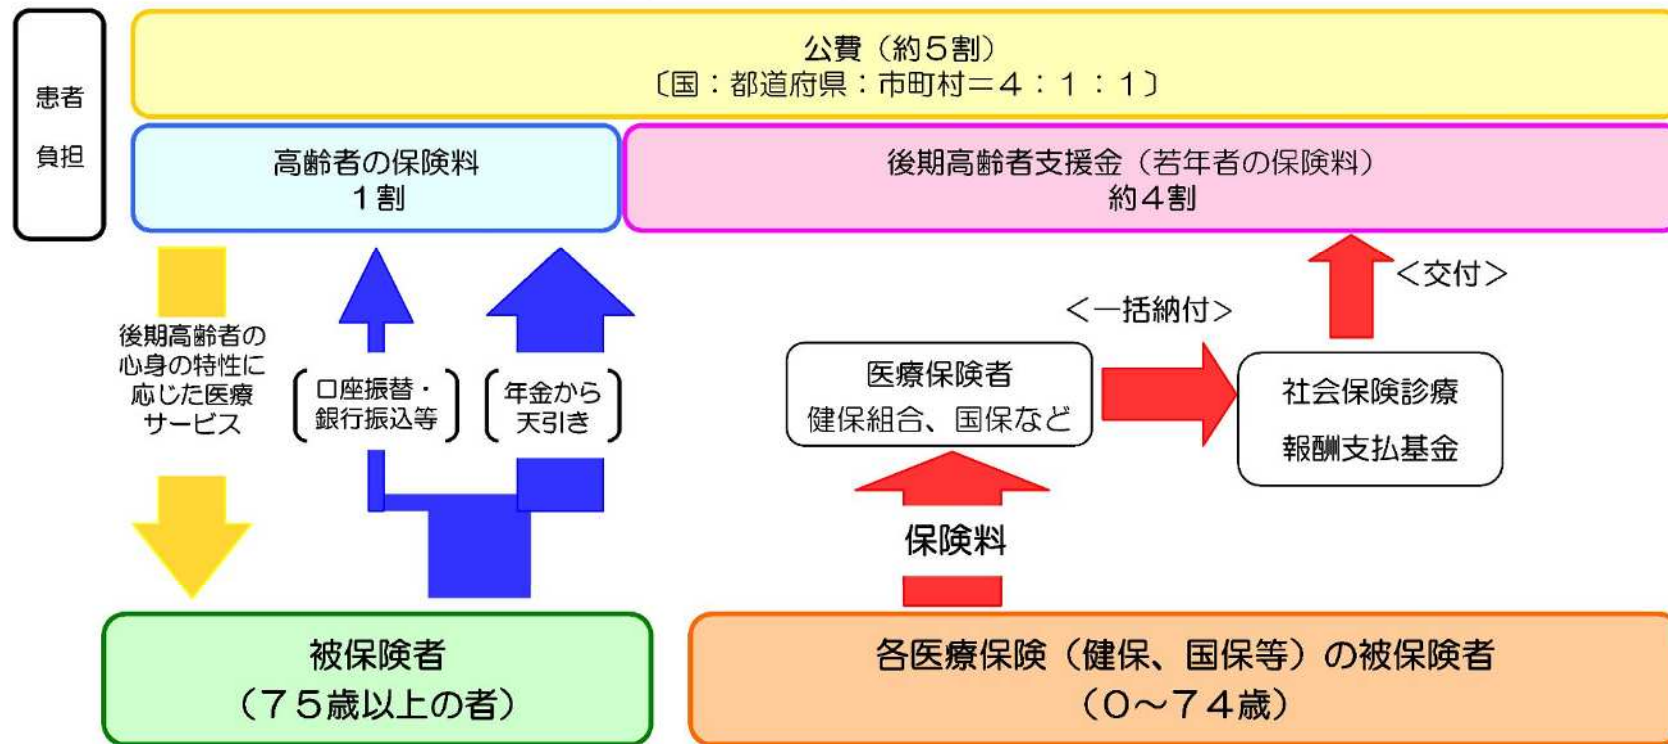 患者
負担
公費（約５割）
〔国：都道府県：市町村＝４：１：１〕
高齢者の保険料
１割
後期高齢者支援金（若年者の保険料）
約４割
＜交付＞
＜一括納付＞
後期高齢者の
心身の特性に
応じた医療
サービス
口座振替・
銀行振込等
年金から
天引き
医療保険者
健保組合、国保など
社会保険診療
報酬支払基金
保険料
被保険者
（７５歳以上の者）
各医療保険（健保、国保等）の被保険者
（０～７４歳）